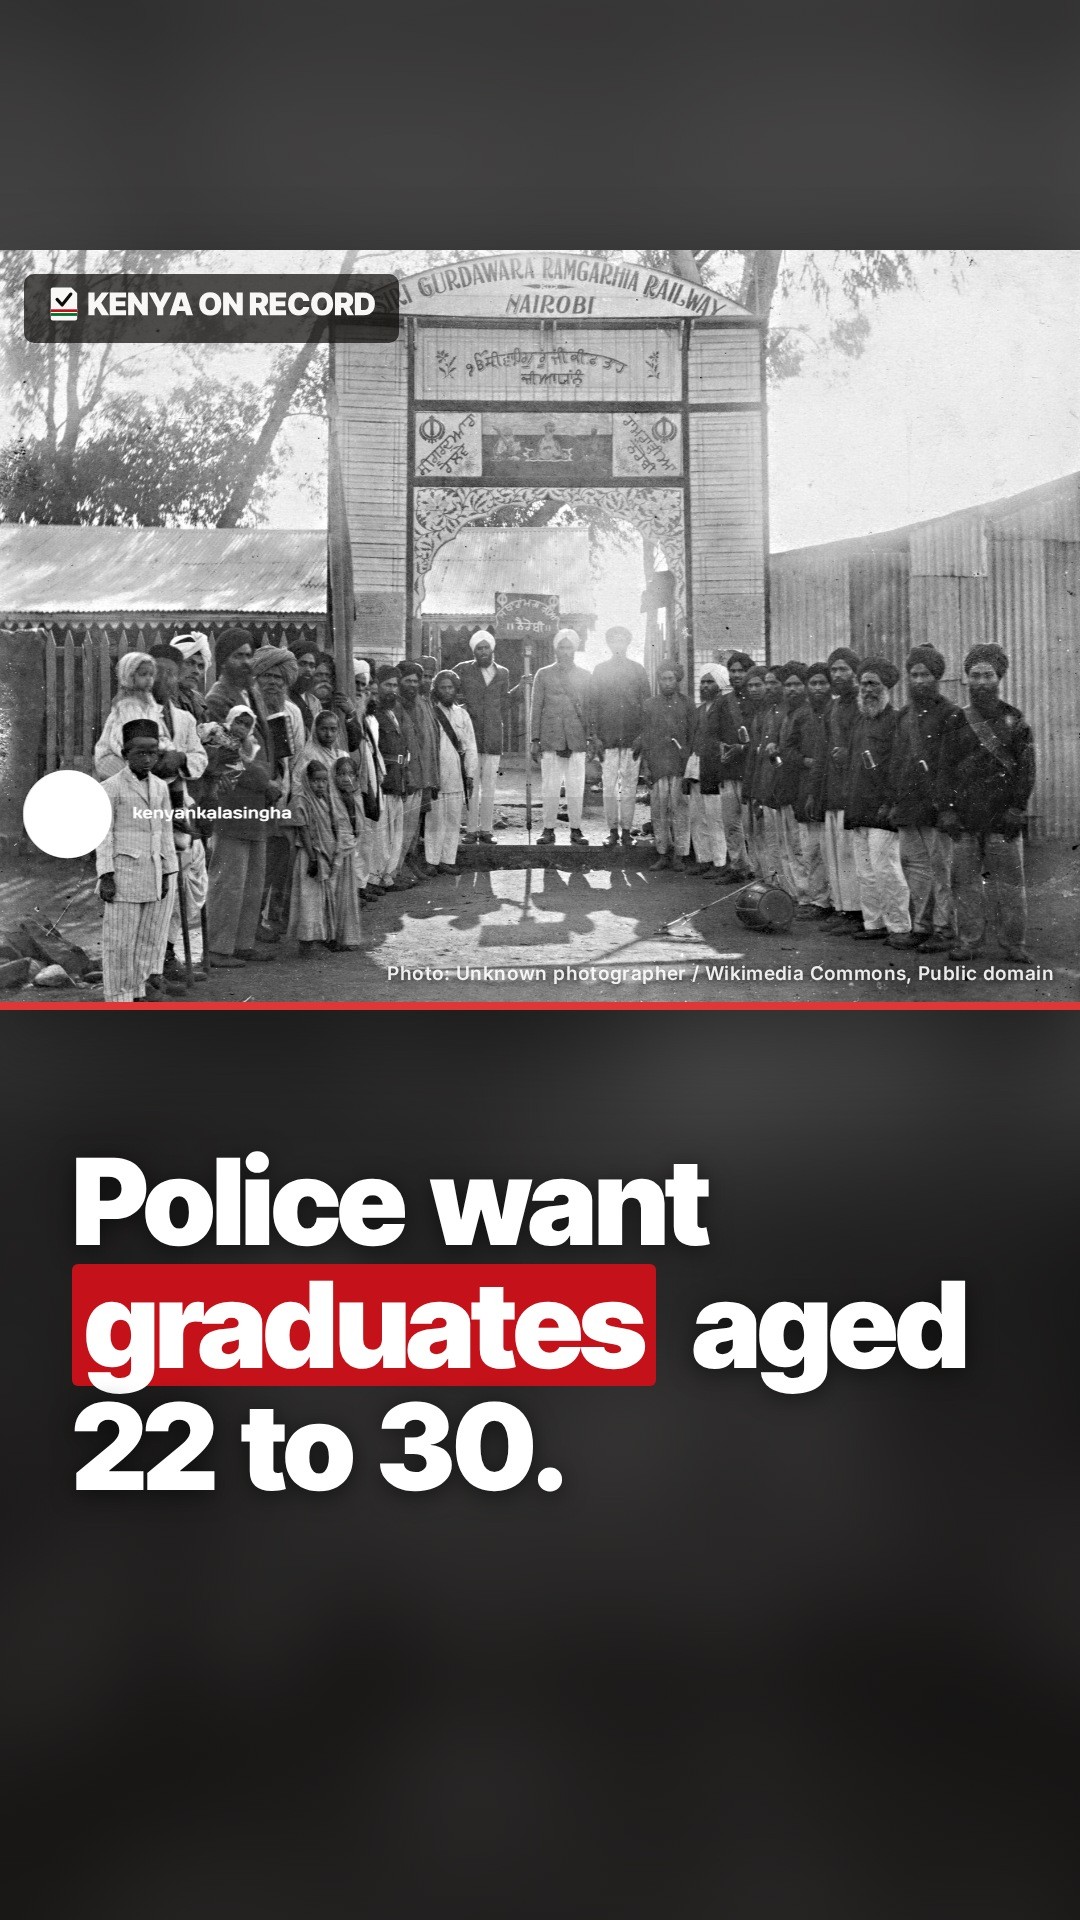 KENYA ON RECORD
GURDAWARA RAMGARHIA RAILWAY
NAIROBI
kenyankalasingha
Photo: Unknown photographer / Wikimedia Commons, Public domain
Police want
graduates aged
22 to 30.